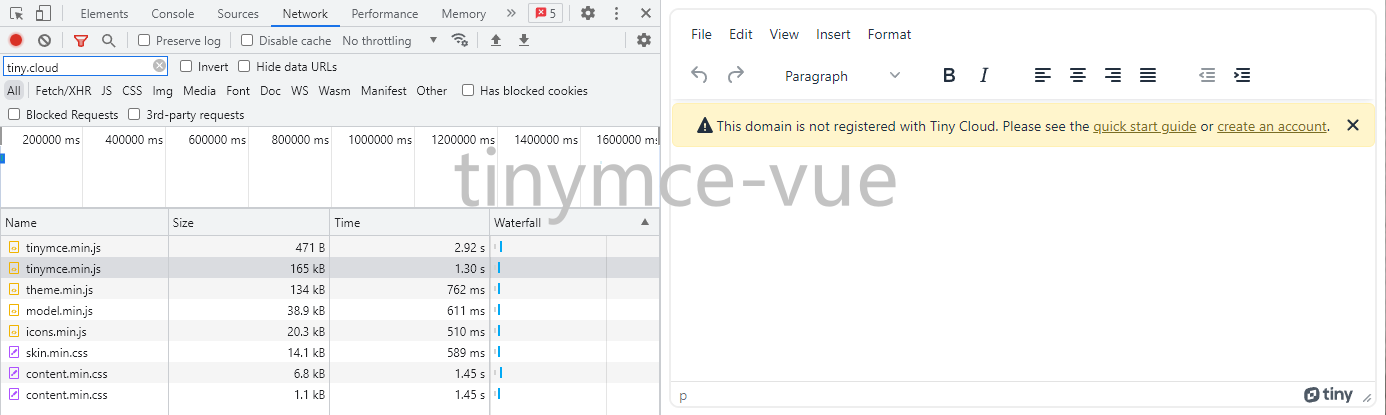 Elements Console Sources Network Performance Memory » 5
Preserve log Disable cache No throttling
tiny.cloud Invert Hide data URLs
All Fetch/XHR JS CSS Img Media Font Doc WS Wasm Manifest Other Has blocked cookies
Blocked Requests 3rd-party requests
200000 ms 400000 ms 600000 ms 800000 ms 1000000 ms 1200000 ms 1400000 ms 1600000 ms
Name Size Time Waterfall
tinymce.min.js 471 B 2.92 s
tinymce.min.js 165 kB 1.30 s
theme.min.js 134 kB 762 ms
model.min.js 38.9 kB 611 ms
icons.min.js 20.3 kB 510 ms
skin.min.css 14.1 kB 589 ms
content.min.css 6.8 kB 1.45 s
content.min.css 1.1 kB 1.45 s
File Edit View Insert Format
Paragraph B I
This domain is not registered with Tiny Cloud. Please see the quick start guide or create an account.
tinymce-vue
p tiny